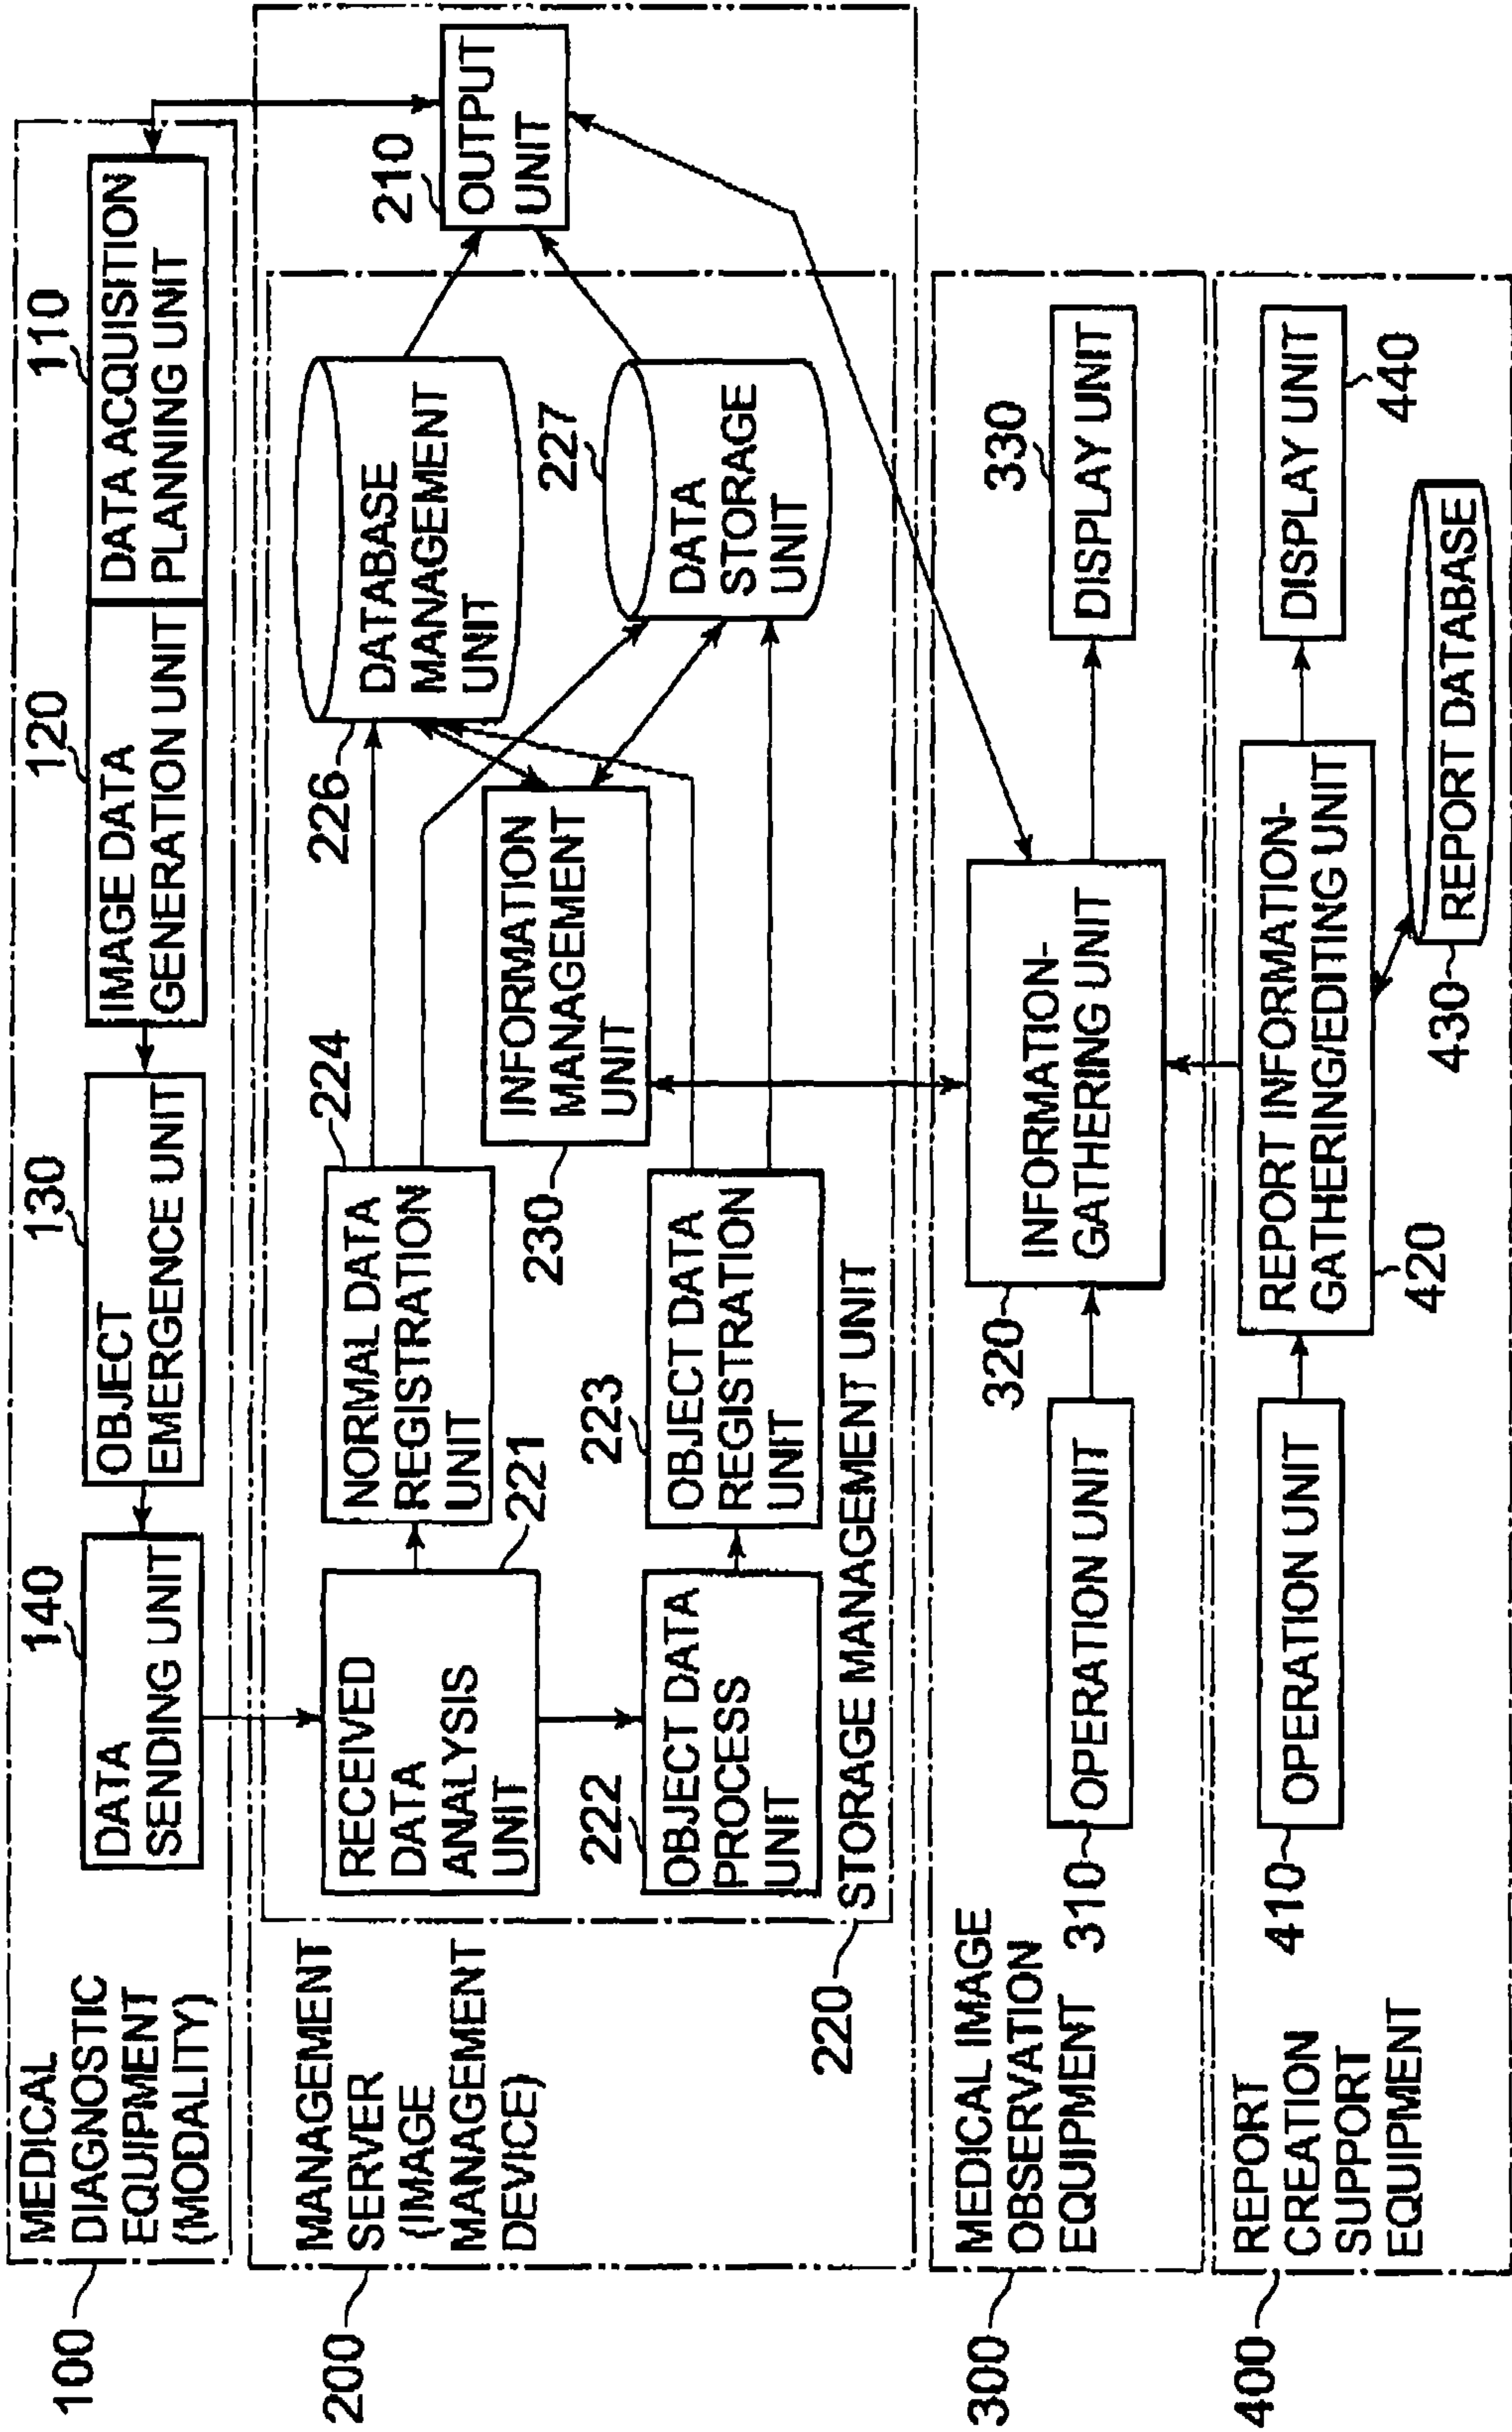 100
MEDICAL
DIAGNOSTIC
EQUIPMENT
(MODALITY)
140
DATA
SENDING UNIT
130
OBJECT
EMERGENCE UNIT
120
IMAGE DATA
GENERATION UNIT
110
DATA ACQUISITION
PLANNING UNIT
200
MANAGEMENT
SERVER
(IMAGE
MANAGEMENT
DEVICE)
RECEIVED
DATA
ANALYSIS
UNIT
221
NORMAL DATA
REGISTRATION
UNIT
224
226
DATABASE
MANAGEMENT
UNIT
210
OUTPUT
UNIT
230
INFORMATION
MANAGEMENT
UNIT
222
OBJECT DATA
PROCESS
UNIT
223
OBJECT DATA
REGISTRATION
UNIT
227
DATA
STORAGE
UNIT
220
STORAGE MANAGEMENT UNIT
300
MEDICAL IMAGE
OBSERVATION
EQUIPMENT
310
OPERATION UNIT
320
INFORMATION-
GATHERING UNIT
330
DISPLAY UNIT
400
REPORT
CREATION
SUPPORT
EQUIPMENT
410
OPERATION UNIT
REPORT INFORMATION-
GATHERING/EDITING UNIT
420
DISPLAY UNIT
440
430
REPORT DATABASE